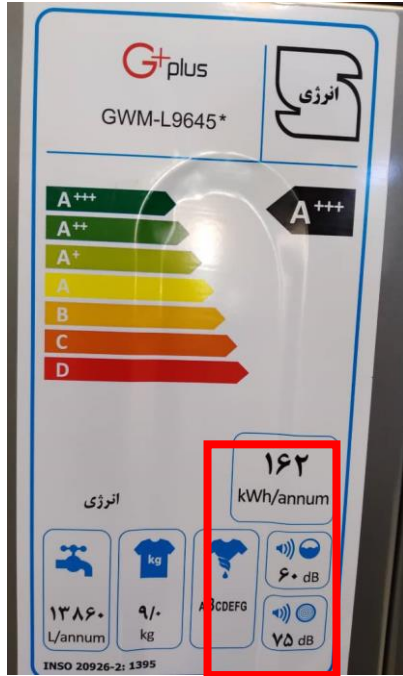 G+plus
GWM-L9645*
انرژی
A+++
A+++
A++
A+
A
B
C
D
۱۶۲
kWh/annum
انرژی
kg
۶۰ dB
ABCDEFG
۱۳۸۶۰
L/annum
۹/۰
kg
۷۵ dB
INSO 20926-2: 1395